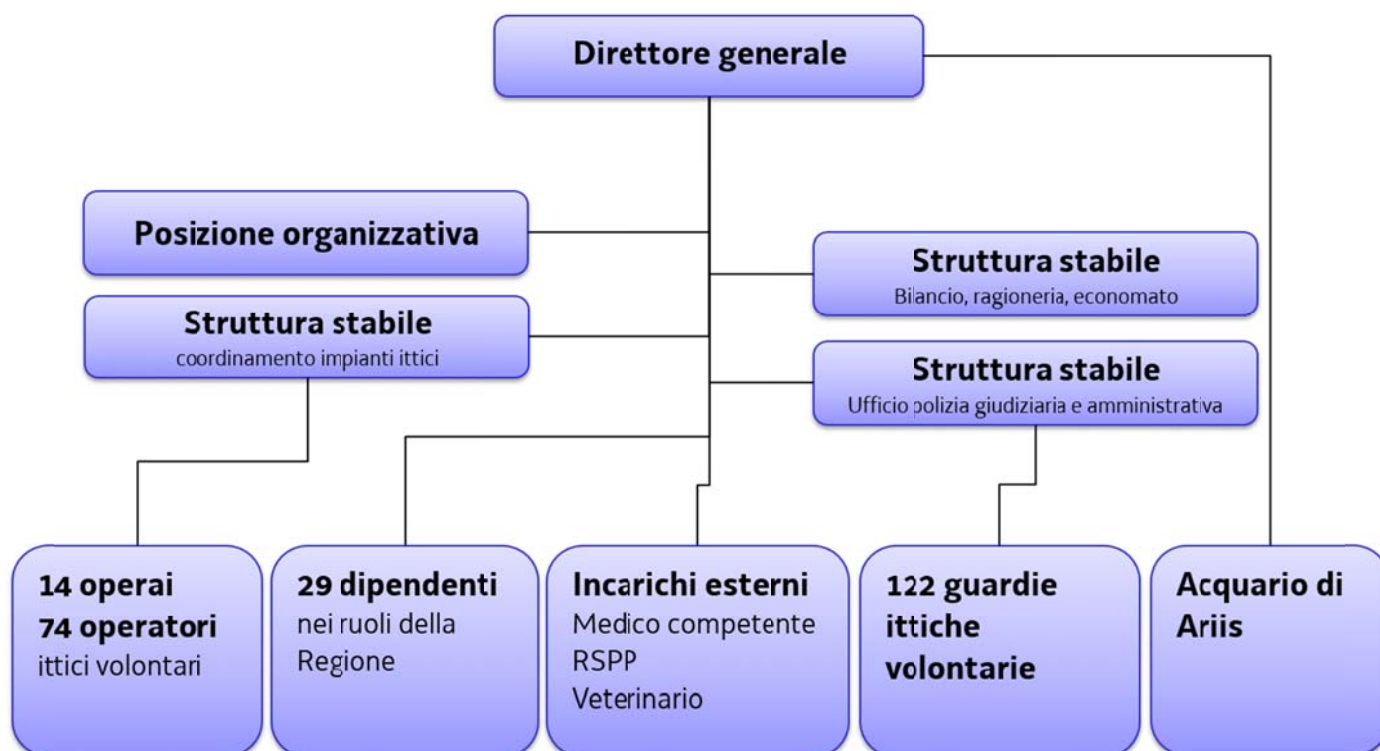 Direttore generale
Posizione organizzativa
Struttura stabile
Bilancio, ragioneria, economato
Struttura stabile
coordinamento impianti ittici
Struttura stabile
Ufficio polizia giudiziaria e amministrativa
14 operai
74 operatori
ittici volontari
29 dipendenti
nei ruoli della
Regione
Incarichi esterni
Medico competente
RSPP
Veterinario
122 guardie
ittiche
volontarie
Acquario di
Ariis